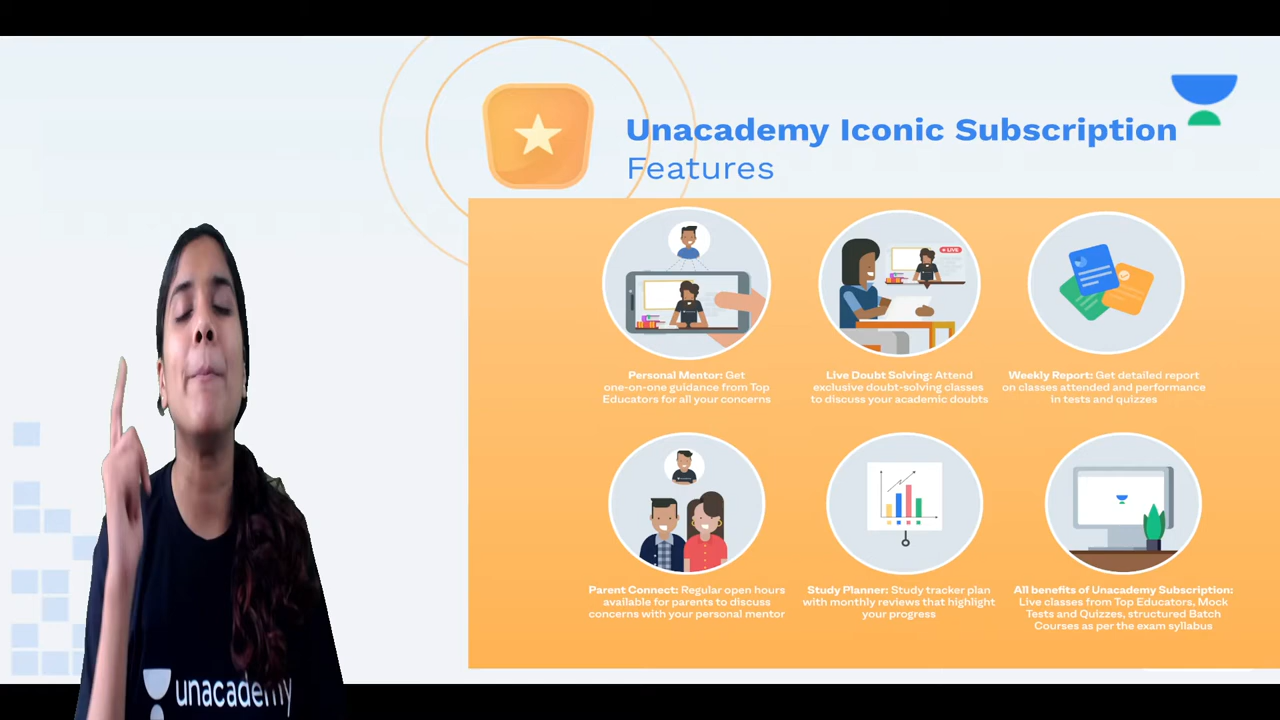 Unacademy Iconic Subscription
Features
LIVE
Personal Mentor: Get
one-on-one guidance from Top
Educators for all your concerns
Live Doubt Solving: Attend
exclusive doubt-solving classes
to discuss your academic doubts
Weekly Report: Get detailed report
on classes attended and performance
in tests and quizzes
Parent Connect: Regular open hours
available for parents to discuss
concerns with your personal mentor
Study Planner: Study tracker plan
with monthly reviews that highlight
your progress
All benefits of Unacademy Subscription:
Live classes from Top Educators, Mock
Tests and Quizzes, structured Batch
Courses as per the exam syllabus
unacademy